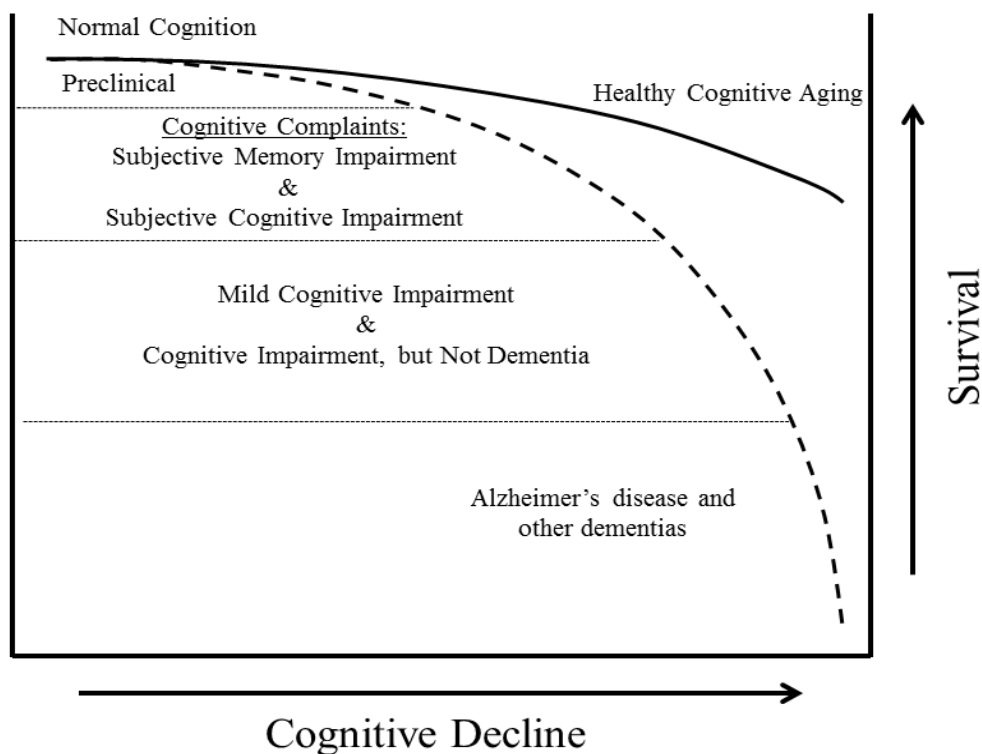 Normal Cognition
Preclinical
Healthy Cognitive Aging
Cognitive Complaints:
Subjective Memory Impairment
&
Subjective Cognitive Impairment
Mild Cognitive Impairment
&
Cognitive Impairment, but Not Dementia
Survival
Alzheimer’s disease and
other dementias
Cognitive Decline